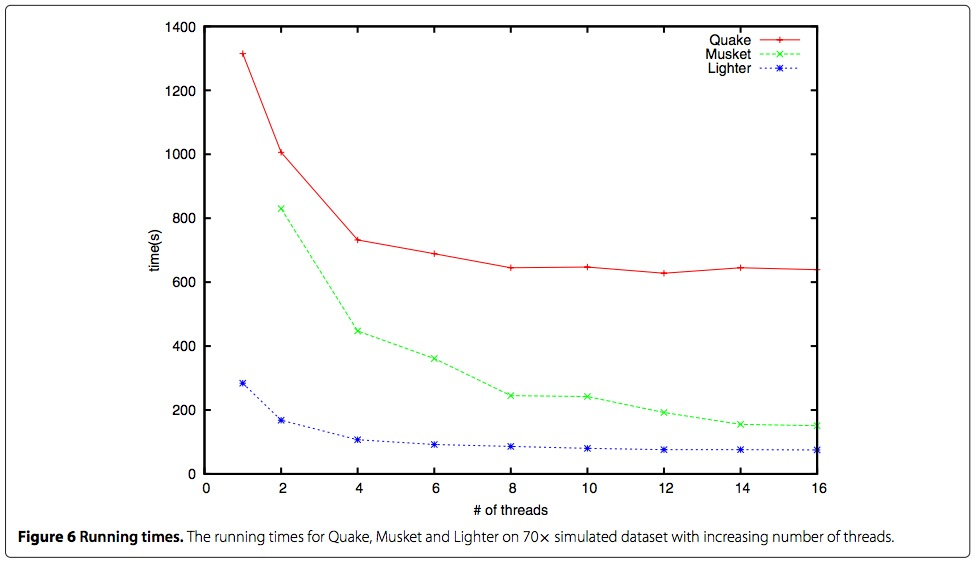 1400
1200
1000
800
600
400
200
0
time(s)
Quake
Musket
Lighter
0 2 4 6 8 10 12 14 16
# of threads
Figure 6 Running times. The running times for Quake, Musket and Lighter on 70× simulated dataset with increasing number of threads.